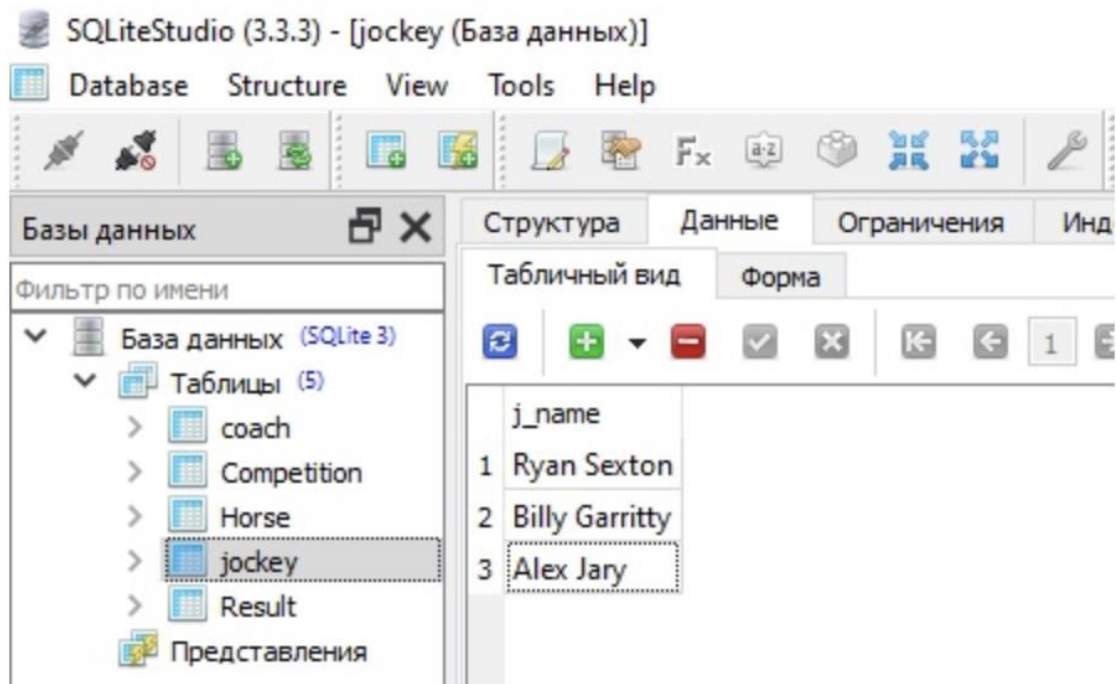 SQLiteStudio (3.3.3) - [jockey (База данных)]
Database Structure View Tools Help
Fx a-z
Базы данных
Фильтр по имени
База данных (SQLite 3)
Таблицы (5)
coach
Competition
Horse
jockey
Result
Представления
Структура Данные Ограничения Инд
Табличный вид Форма
1
j_name
1 Ryan Sexton
2 Billy Garritty
3 Alex Jary